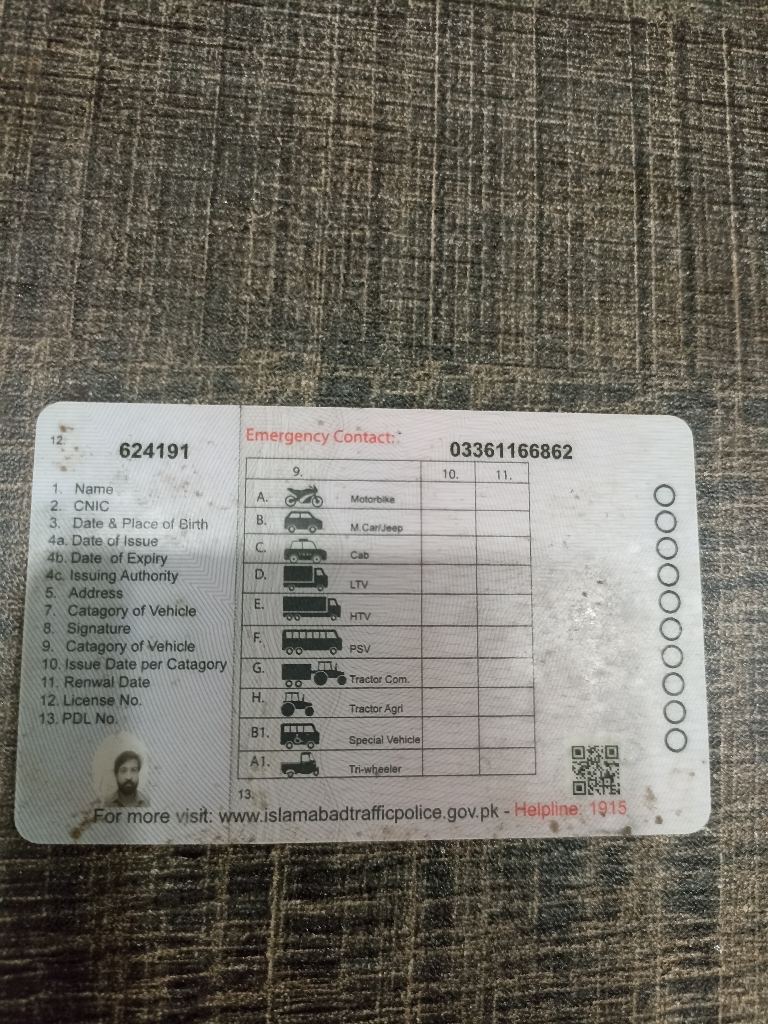 12.
624191
1. Name
2. CNIC
3. Date & Place of Birth
4a. Date of Issue
4b. Date of Expiry
4c. Issuing Authority
5. Address
7. Catagory of Vehicle
8. Signature
9. Catagory of Vehicle
10. Issue Date per Catagory
11. Renwal Date
12. License No.
13. PDL No.
Emergency Contact:
03361166862
9. 10. 11.
A. Motorbike
B. M.Car/Jeep
C. Cab
D. LTV
E. HTV
F. PSV
G. Tractor Com.
H. Tractor Agri
B1. Special Vehicle
A1. Tri-wheeler
13.
For more visit: www.islamabadtrafficpolice.gov.pk - Helpline: 1915